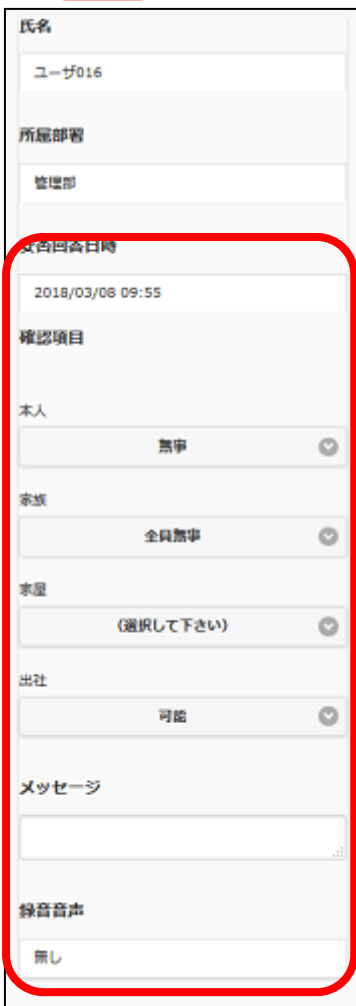 氏名
ユーザ016
所属部署
管理部
安否回答日時
2018/03/08 09:55
確認項目
本人
無事
家族
全員無事
家屋
(選択して下さい)
出社
可能
メッセージ
録音音声
無し